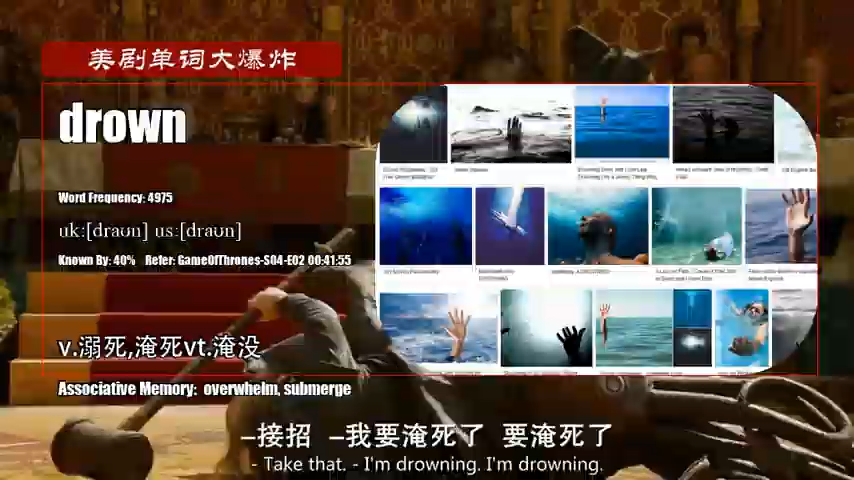 美剧单词大爆炸
drown
Word Frequency: 4975
uk:[draʊn] us:[draʊn]
Known By: 40% Refer: GameOfThrones-S04-E02 00:41:55
v.溺死,淹死vt.淹没
Associative Memory: overwhelm, submerge
–接招 –我要淹死了 要淹死了
- Take that. - I'm drowning. I'm drowning.